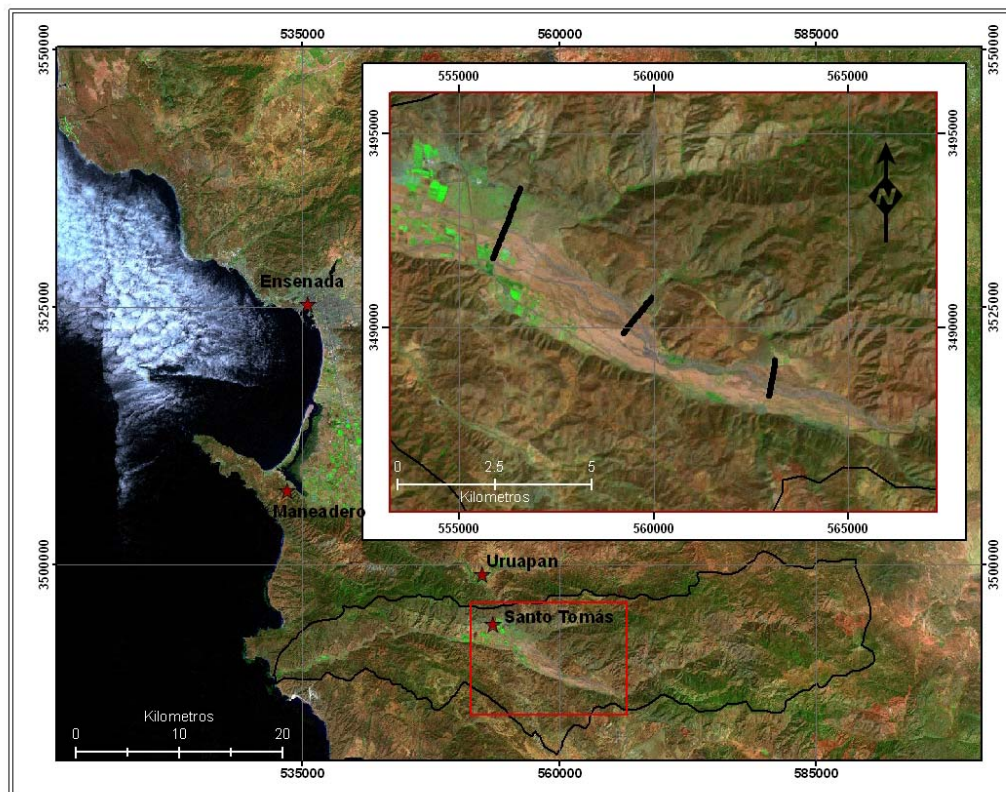 535000 560000 585000
3550000 3550000
555000 560000 565000
3495000 3495000
N
Ensenada
3525000 3525000
3490000 3490000
0 2.5 5
Kilometros
Maneadero
555000 560000 565000
Uruapan
3500000 3500000
Santo Tomás
Kilometros
0 10 20
535000 560000 585000